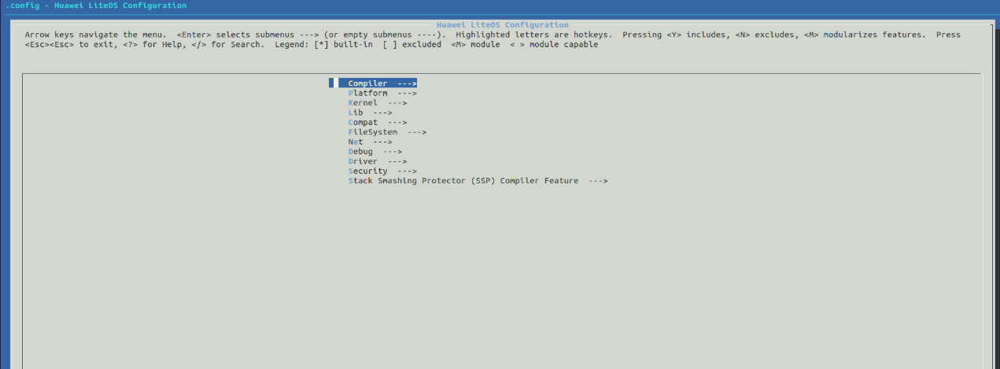 .config - Huawei LiteOS Configuration
Huawei LiteOS Configuration
Arrow keys navigate the menu.  <Enter> selects submenus ---> (or empty submenus ----).  Highlighted letters are hotkeys.  Pressing <Y> includes, <N> excludes, <M> modularizes features.  Press
<Esc><Esc> to exit, <?> for Help, </> for Search.  Legend: [*] built-in  [ ] excluded  <M> module  < > module capable
Compiler  --->
Platform  --->
Kernel  --->
Lib  --->
Compat  --->
FileSystem  --->
Net  --->
Debug  --->
Driver  --->
Security  --->
Stack Smashing Protector (SSP) Compiler Feature  --->